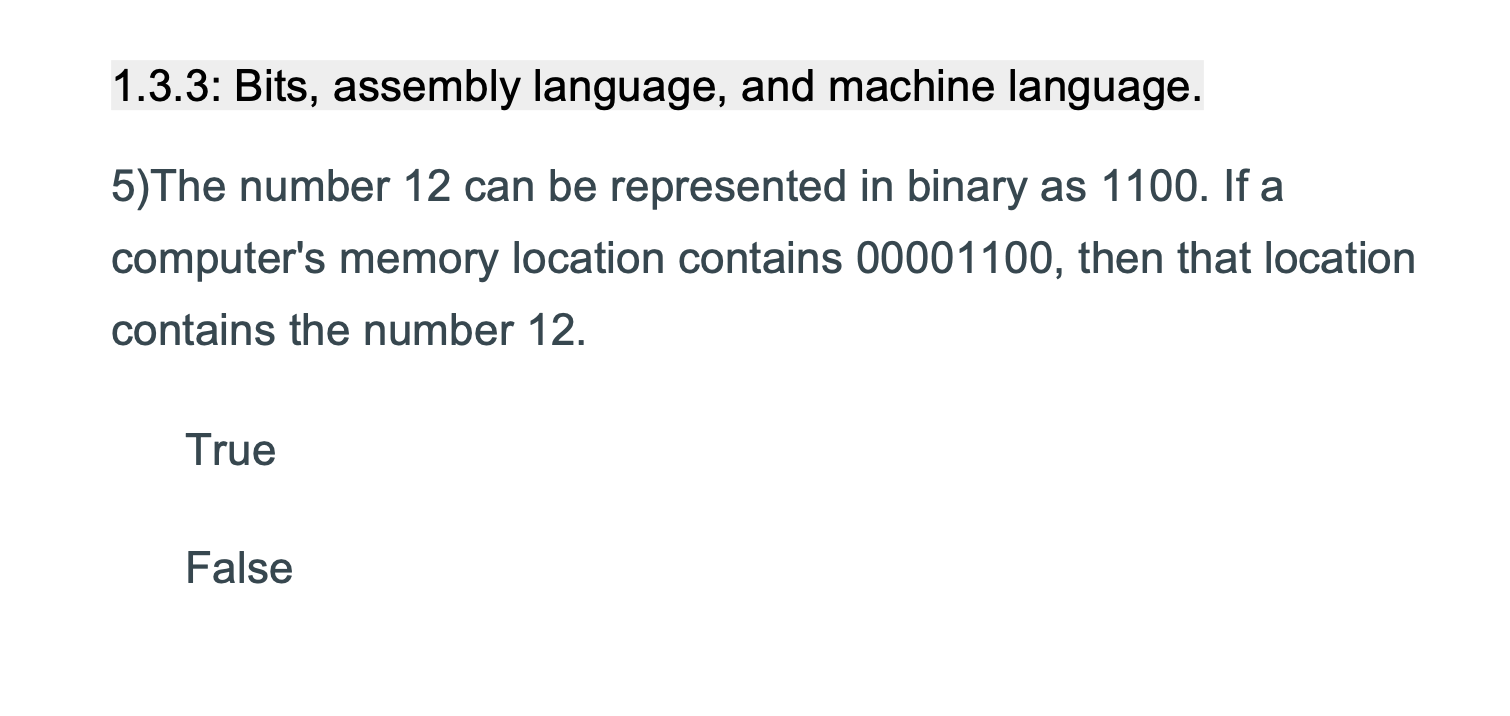 1.3.3: Bits, assembly language, and machine language.
5)The number 12 can be represented in binary as 1100. If a
computer's memory location contains 00001100, then that location
contains the number 12.
True
False